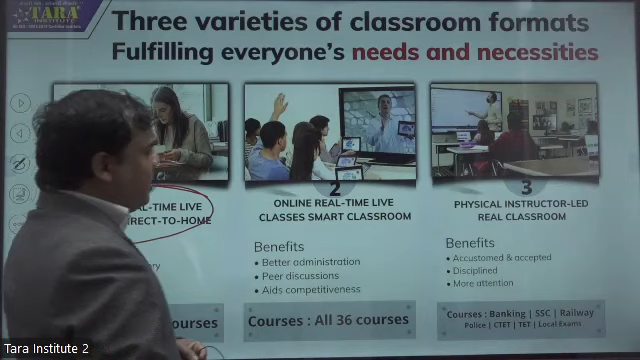 TARA
INSTITUTE
Three varieties of classroom formats
Fulfilling everyone's needs and necessities
AL-TIME LIVE
IRECT-TO-HOME
ory
ourses
2
ONLINE REAL-TIME LIVE
CLASSES SMART CLASSROOM
Benefits
• Better administration
• Peer discussions
• Aids competitiveness
Courses : All 36 courses
3
PHYSICAL INSTRUCTOR-LED
REAL CLASSROOM
Benefits
• Accustomed & accepted
• Disciplined
• More attention
Courses : Banking | SSC | Railway
Police | CTET | TET | Local Exams
Tara Institute 2